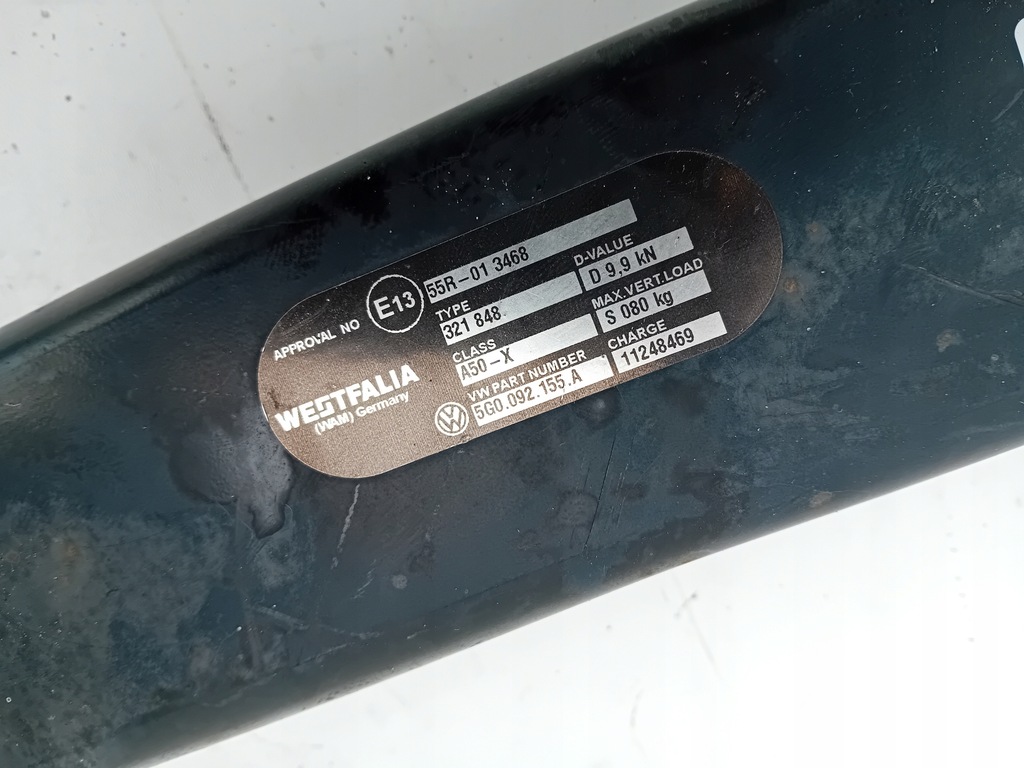 APPROVAL NO E13 55R-01 3468
TYPE
321 848
D-VALUE
D 9,9 kN
CLASS
A50-X
MAX.VERT.LOAD
S 080 kg
VW.PART NUMBER
5G0.092.155.A
CHARGE
11248469
WESTFALIA
(WAM) Germany